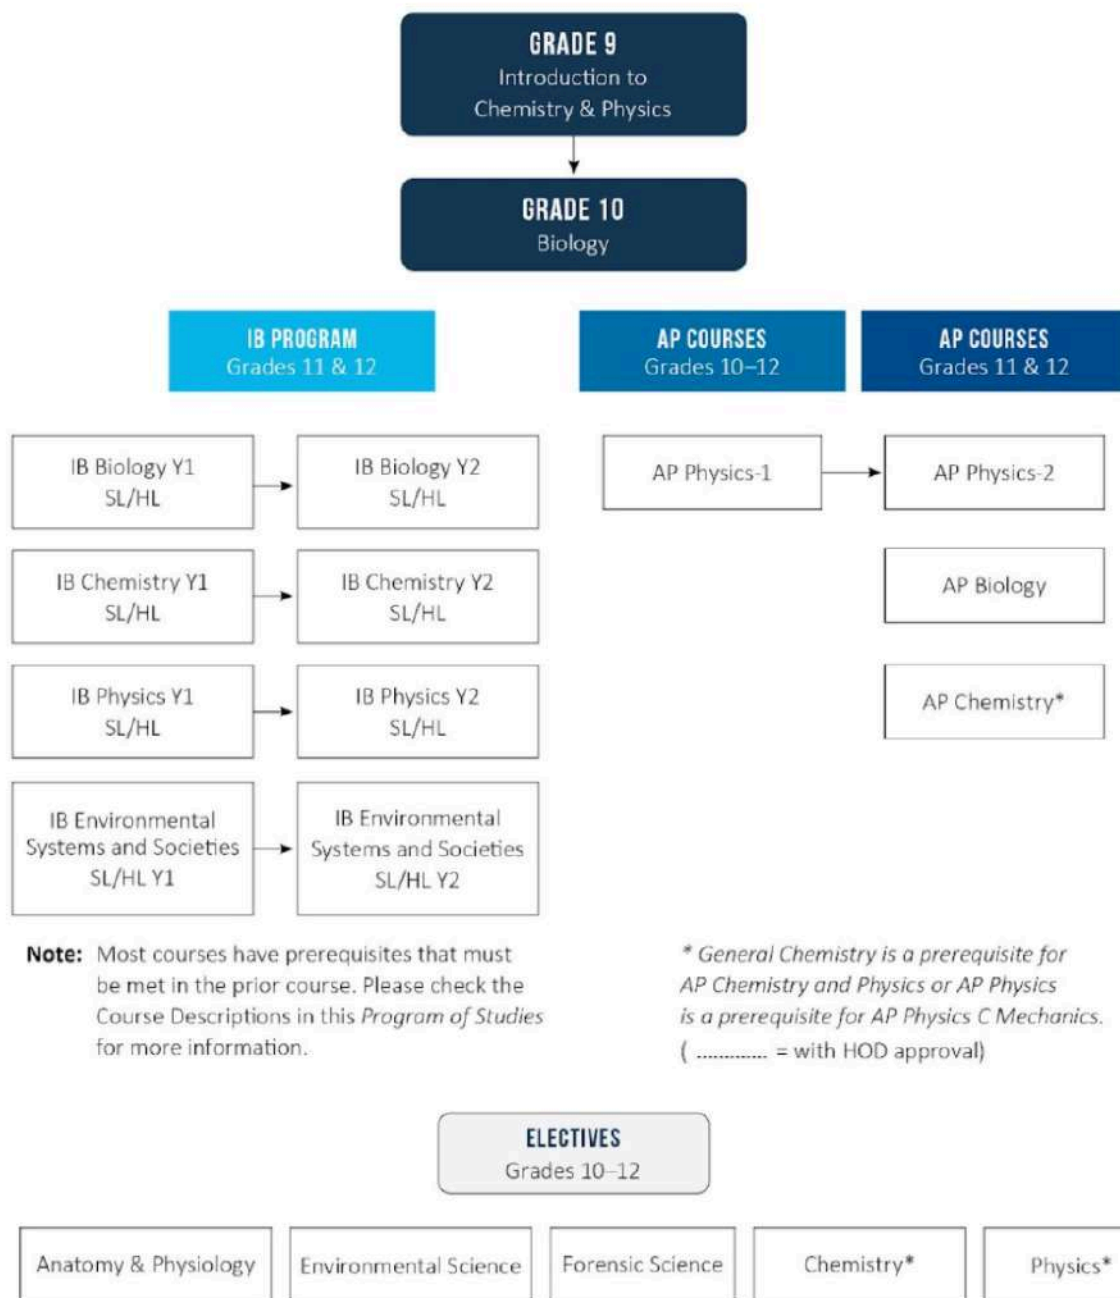 GRADE 9
Introduction to
Chemistry & Physics
GRADE 10
Biology
IB PROGRAM
Grades 11 & 12
AP COURSES
Grades 10–12
AP COURSES
Grades 11 & 12
IB Biology Y1
SL/HL
IB Biology Y2
SL/HL
AP Physics-1
AP Physics-2
IB Chemistry Y1
SL/HL
IB Chemistry Y2
SL/HL
AP Biology
IB Physics Y1
SL/HL
IB Physics Y2
SL/HL
AP Chemistry*
IB Environmental
Systems and Societies
SL/HL Y1
IB Environmental
Systems and Societies
SL/HL Y2
Note: Most courses have prerequisites that must
be met in the prior course. Please check the
Course Descriptions in this Program of Studies
for more information.
* General Chemistry is a prerequisite for
AP Chemistry and Physics or AP Physics
is a prerequisite for AP Physics C Mechanics.
( ............. = with HOD approval)
ELECTIVES
Grades 10–12
Anatomy & Physiology
Environmental Science
Forensic Science
Chemistry*
Physics*